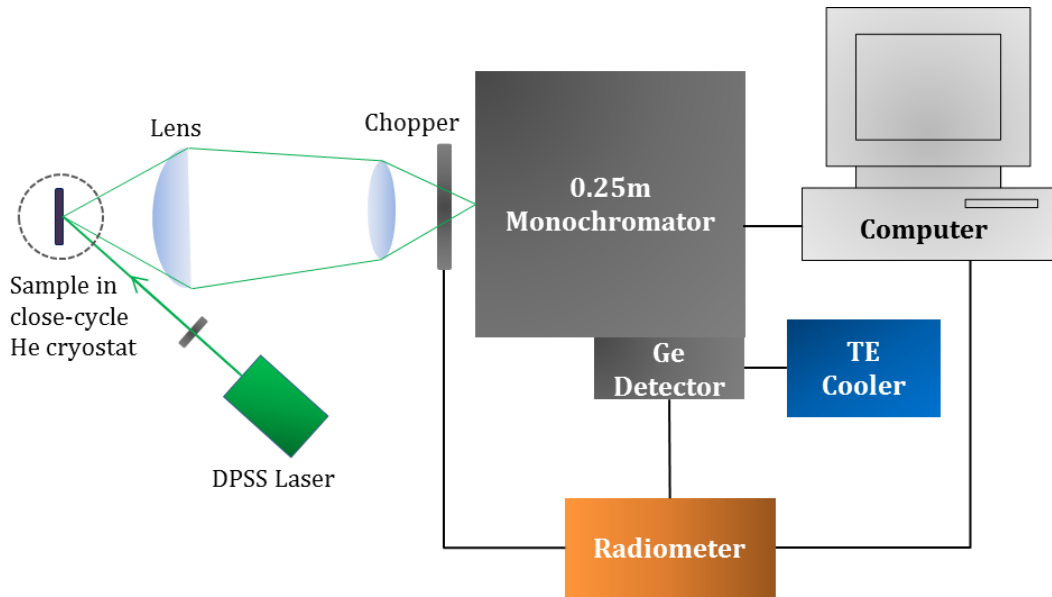 Lens
Chopper
0.25m
Monochromator
Computer
Sample in
close-cycle
He cryostat
Ge
Detector
TE
Cooler
DPSS Laser
Radiometer